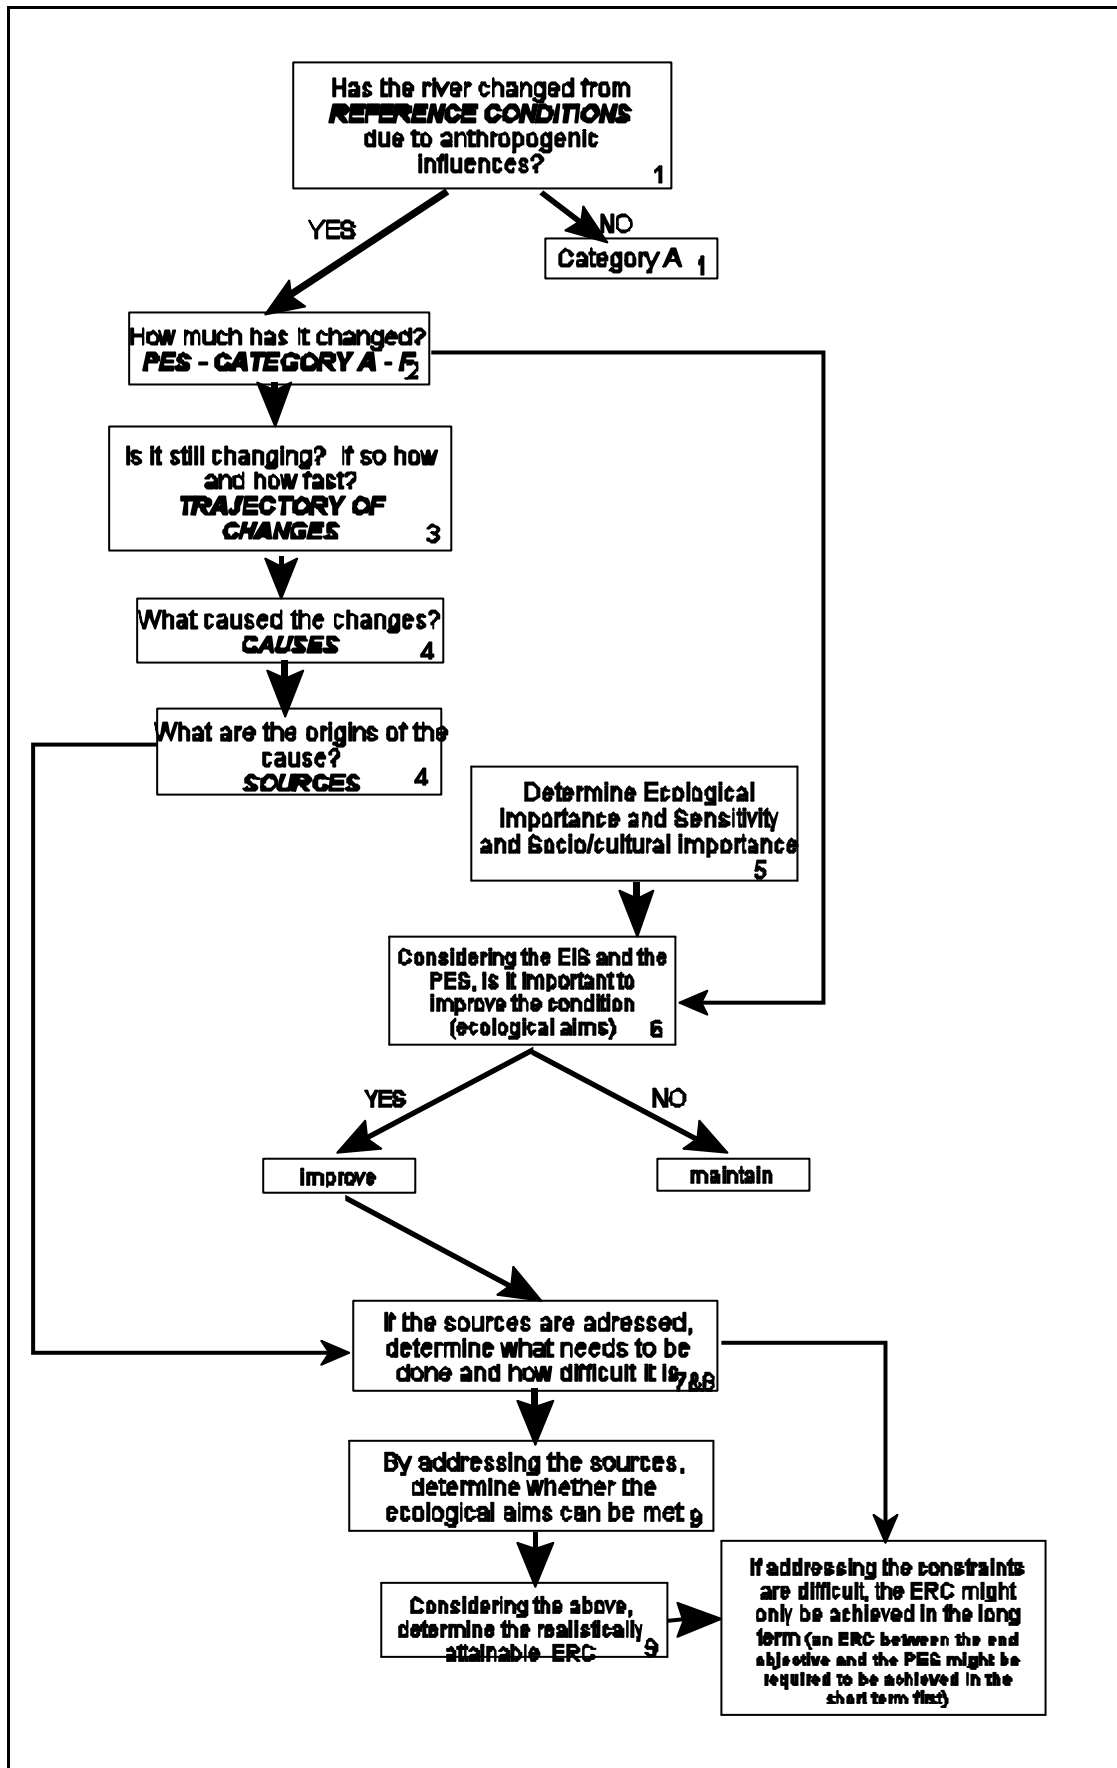 Has the river changed from
REFERENCE CONDITIONS
due to anthropogenic
influences?
1
YES
NO
Category A 1
How much has it changed?
PES - CATEGORY A - F
2
Is it still changing? If so how
and how fast?
TRAJECTORY OF
CHANGES
3
What caused the changes?
CAUSES
4
What are the origins of the
cause?
SOURCES
4
Determine Ecological
Importance and Sensitivity
and Socio/cultural importance
5
Considering the EIS and the
PES, is it important to
improve the condition
(ecological aims) 6
YES
NO
improve
maintain
If the sources are adressed,
determine what needs to be
done and how difficult it is
7&8
By addressing the sources,
determine whether the
ecological aims can be met 9
Considering the above,
determine the realistically
attainable ERC 9
If addressing the constraints
are difficult, the ERC might
only be achieved in the long
term (an ERC between the end
objective and the PES might be
required to be achieved in the
short term first)